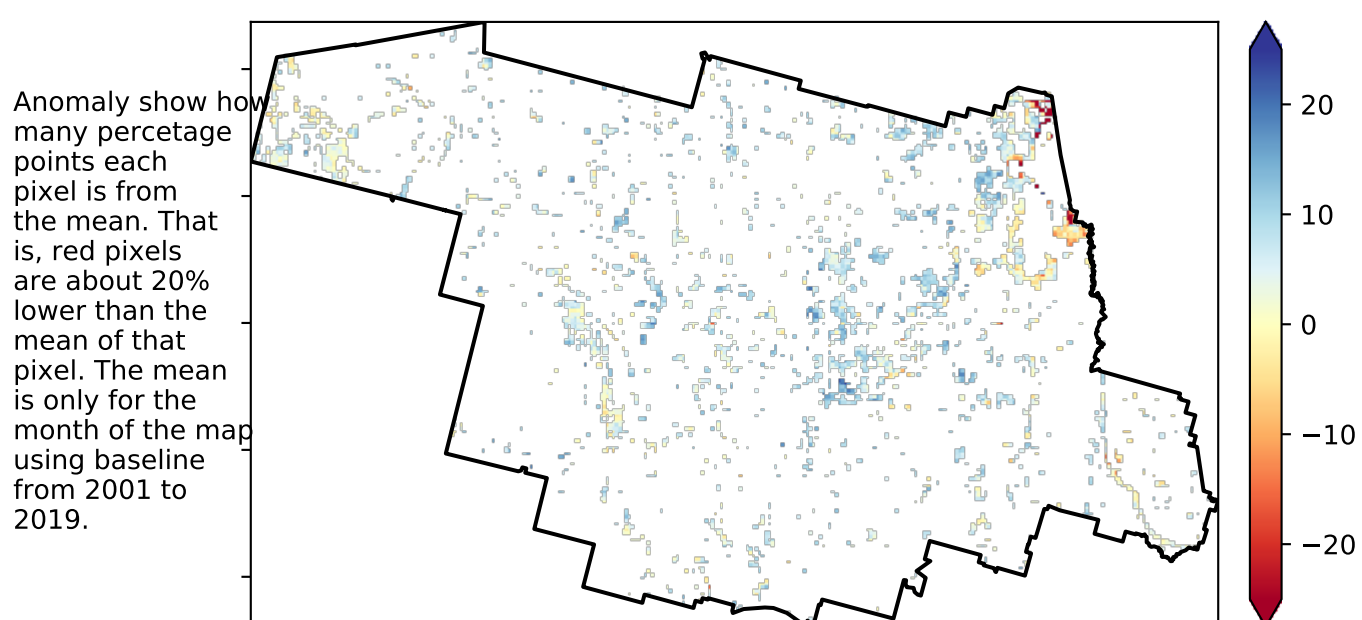 Anomaly show how
many percetage
points each
pixel is from
the mean. That
is, red pixels
are about 20%
lower than the
mean of that
pixel. The mean
is only for the
month of the map
using baseline
from 2001 to
2019.
20
10
0
−10
−20